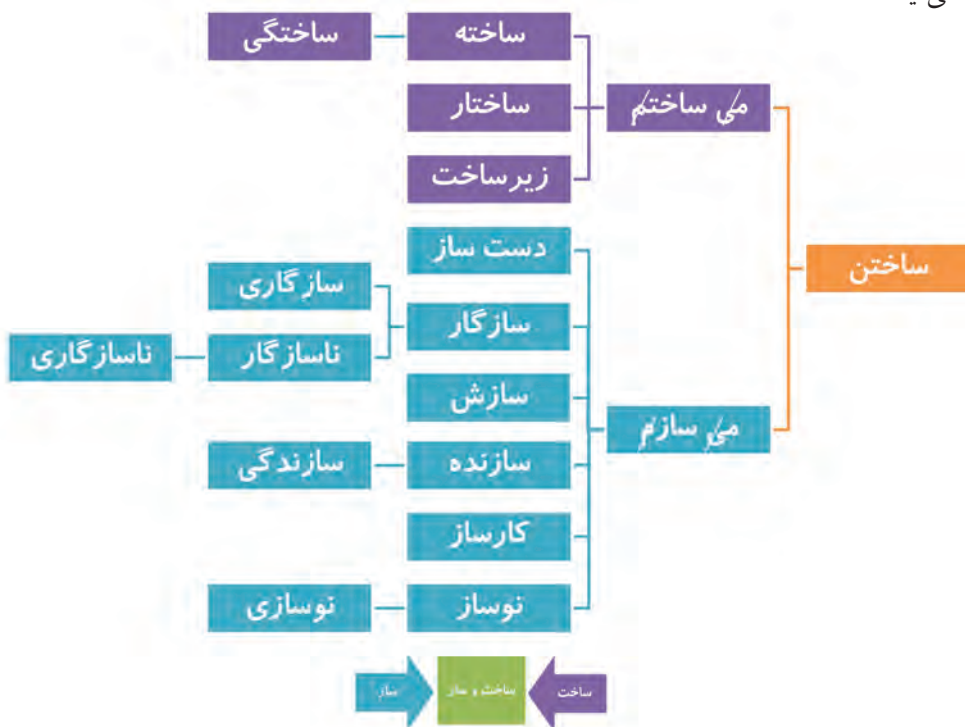 ساختن
می ساختم
ساخته
ساختگی
ساختار
زیرساخت
می سازم
دست ساز
سازگار
سازگاری
ناسازگار
ناسازگاری
سازش
سازنده
سازندگی
کارساز
نوساز
نوسازی
ساخت
ساخت و ساز
ساز